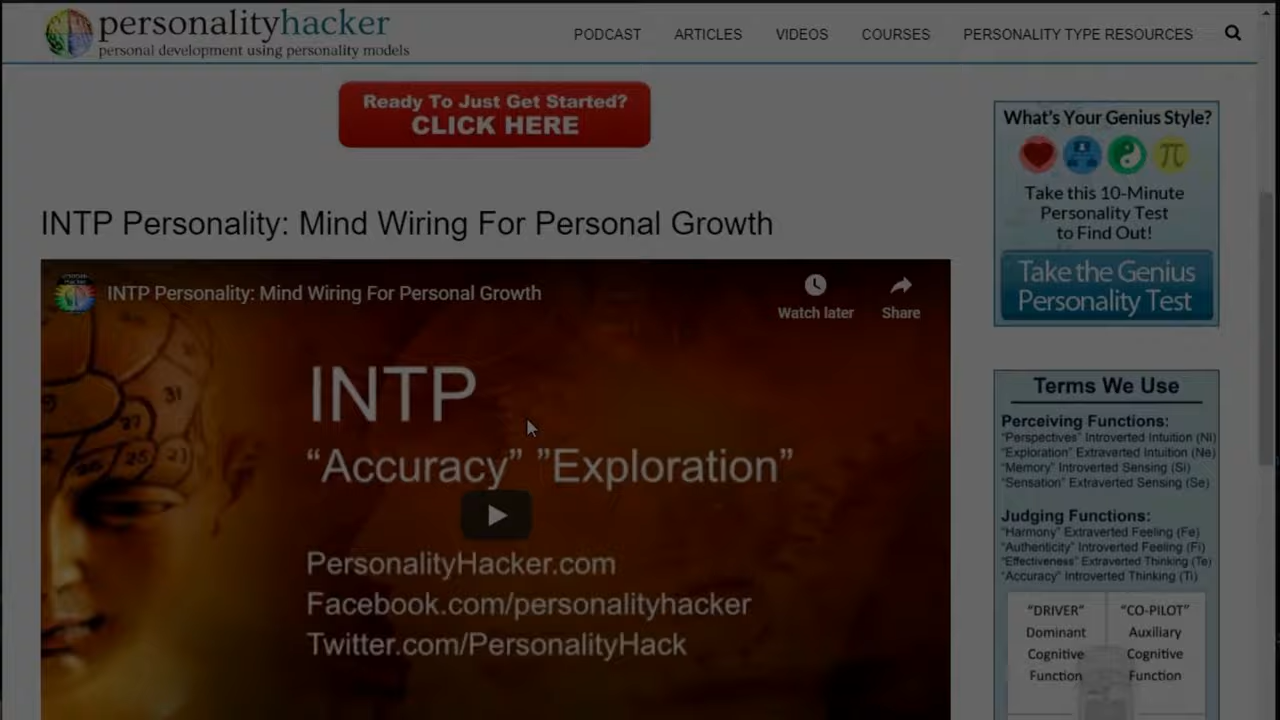 personalityhacker
personal development using personality models
PODCAST
ARTICLES
VIDEOS
COURSES
PERSONALITY TYPE RESOURCES
Ready To Just Get Started?
CLICK HERE
INTP Personality: Mind Wiring For Personal Growth
INTP Personality: Mind Wiring For Personal Growth
Watch later
Share
31
27
26
25
21
INTP
“Accuracy” ”Exploration”
PersonalityHacker.com
Facebook.com/personalityhacker
Twitter.com/PersonalityHack
What's Your Genius Style?
π
Take this 10-Minute
Personality Test
to Find Out!
Take the Genius
Personality Test
Terms We Use
Perceiving Functions:
“Perspectives” Introverted Intuition (Ni)
“Exploration” Extraverted Intuition (Ne)
“Memory” Introverted Sensing (Si)
“Sensation” Extraverted Sensing (Se)
Judging Functions:
“Harmony” Extraverted Feeling (Fe)
“Authenticity” Introverted Feeling (Fi)
“Effectiveness” Extraverted Thinking (Te)
“Accuracy” Introverted Thinking (Ti)
“DRIVER”
Dominant
Cognitive
Function
“CO-PILOT”
Auxiliary
Cognitive
Function